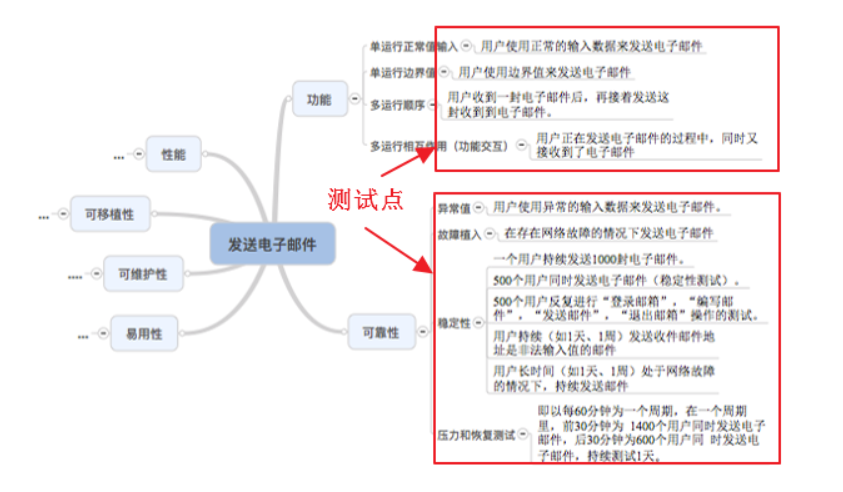 单运行正常值输入 用户使用正常的输入数据来发送电子邮件
单运行边界值 用户使用边界值来发送电子邮件
功能
多运行顺序 用户收到一封电子邮件后，再接着发送这
封收到到电子邮件。
多运行相互作用（功能交互） 用户正在发送电子邮件的过程中，同时又
接收到了电子邮件
... 性能
测试点
... 可移植性
发送电子邮件
.... 可维护性
... 易用性
可靠性
异常值 用户使用异常的输入数据来发送电子邮件。
故障植入 在存在网络故障的情况下发送电子邮件
稳定性
一个用户持续发送1000封电子邮件。
500个用户同时发送电子邮件（稳定性测试）。
500个用户反复进行“登录邮箱”，“编写邮
件”，“发送邮件”，“退出邮箱”操作的测试。
用户持续（如1天、1周）发送收件邮件地
址是非法输入值的邮件
用户长时间（如1天、1周）处于网络故障
的情况下，持续发送邮件
压力和恢复测试
即以每60分钟为一个周期，在一个周期
里，前30分钟为 1400个用户同时发送电子
邮件，后30分钟为600个用户同 时发送电
子邮件，持续测试1天。